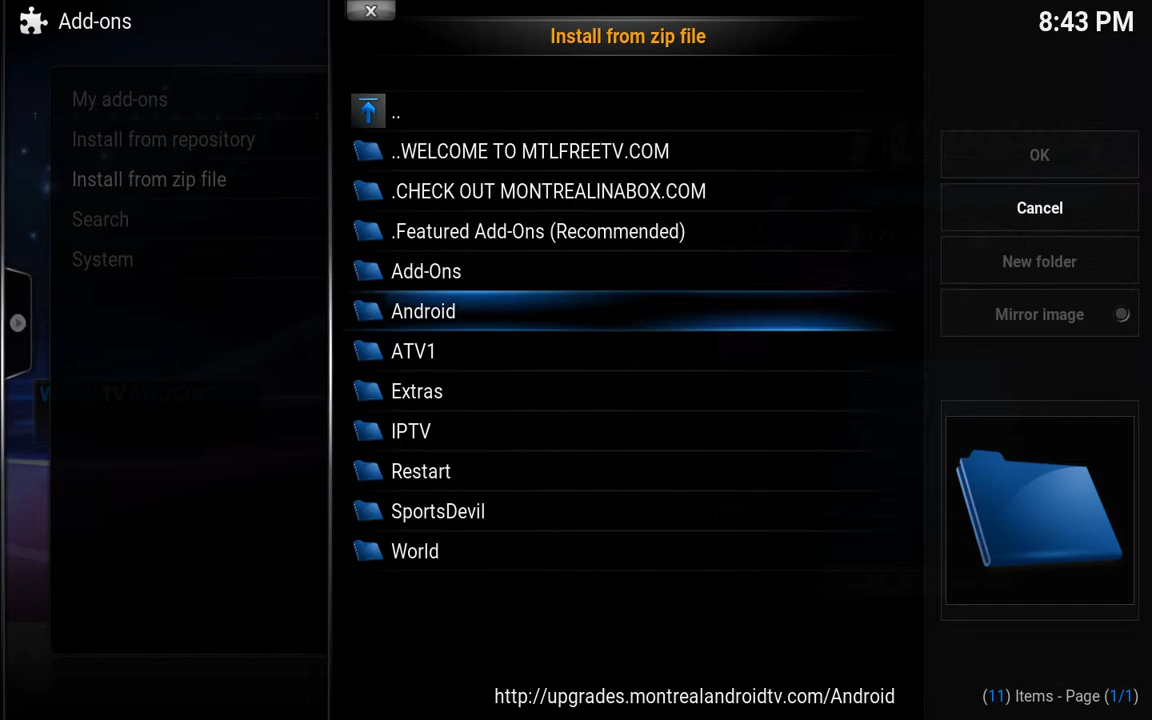 Add-ons
8:43 PM
Install from zip file
My add-ons
Install from repository
Install from zip file
Search
System
..
..WELCOME TO MTLFREETV.COM
.CHECK OUT MONTREALINABOX.COM
.Featured Add-Ons (Recommended)
Add-Ons
Android
ATV1
Extras
IPTV
Restart
SportsDevil
World
OK
Cancel
New folder
Mirror image
http://upgrades.montrealandroidtv.com/Android
(11) Items - Page (1/1)